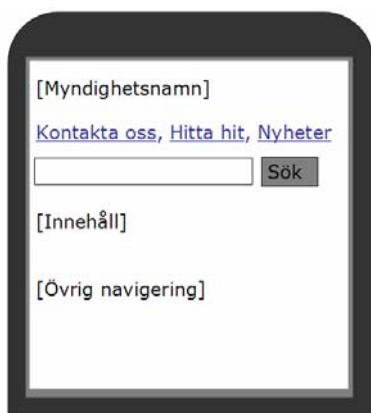 [Myndighetsnamn]
Kontakta oss, Hitta hit, Nyheter
Sök
[Innehåll]
[Övrig navigering]